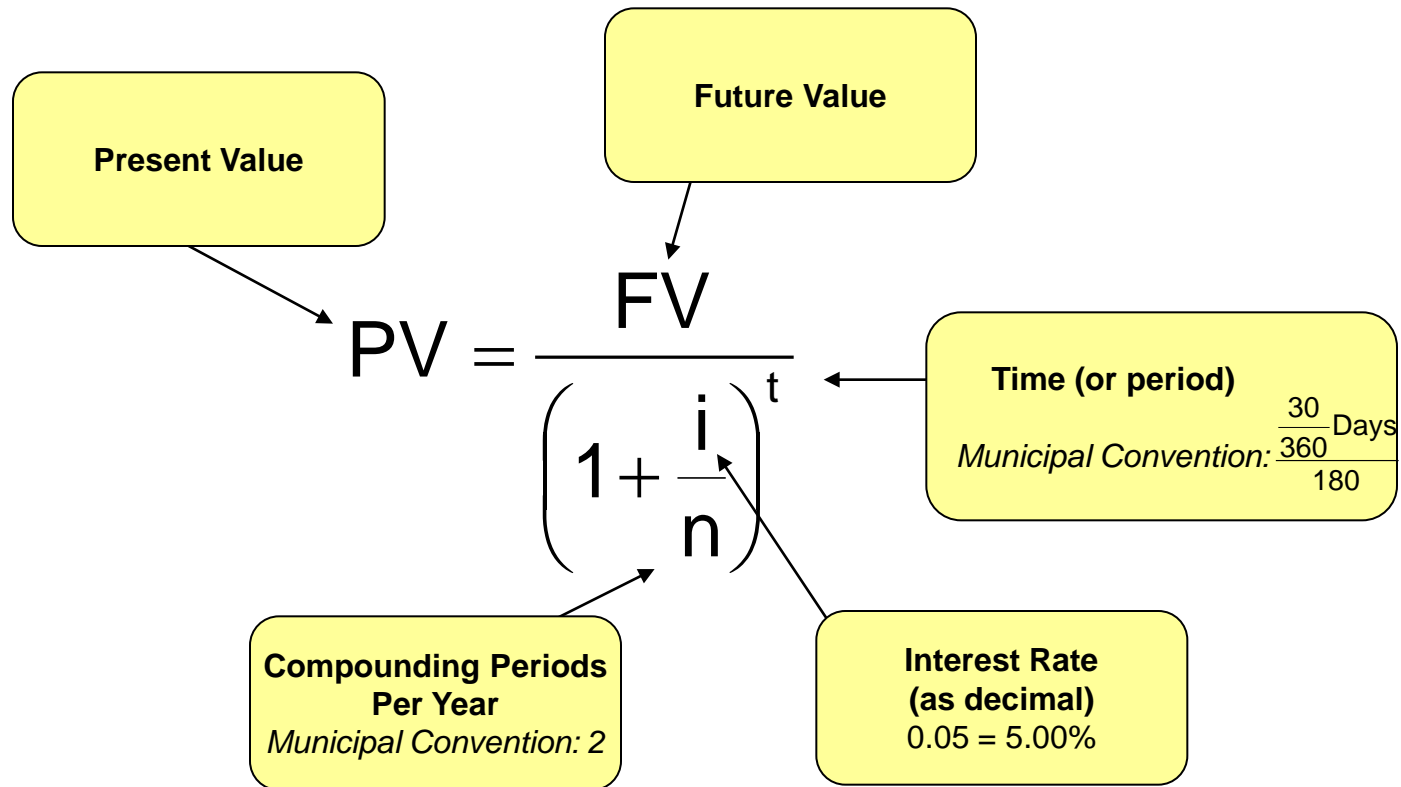 Future Value
Present Value
PV = FV / (1 + i/n)^t
Time (or period)
Municipal Convention: 30/360 Days / 180
Compounding Periods
Per Year
Municipal Convention: 2
Interest Rate
(as decimal)
0.05 = 5.00%